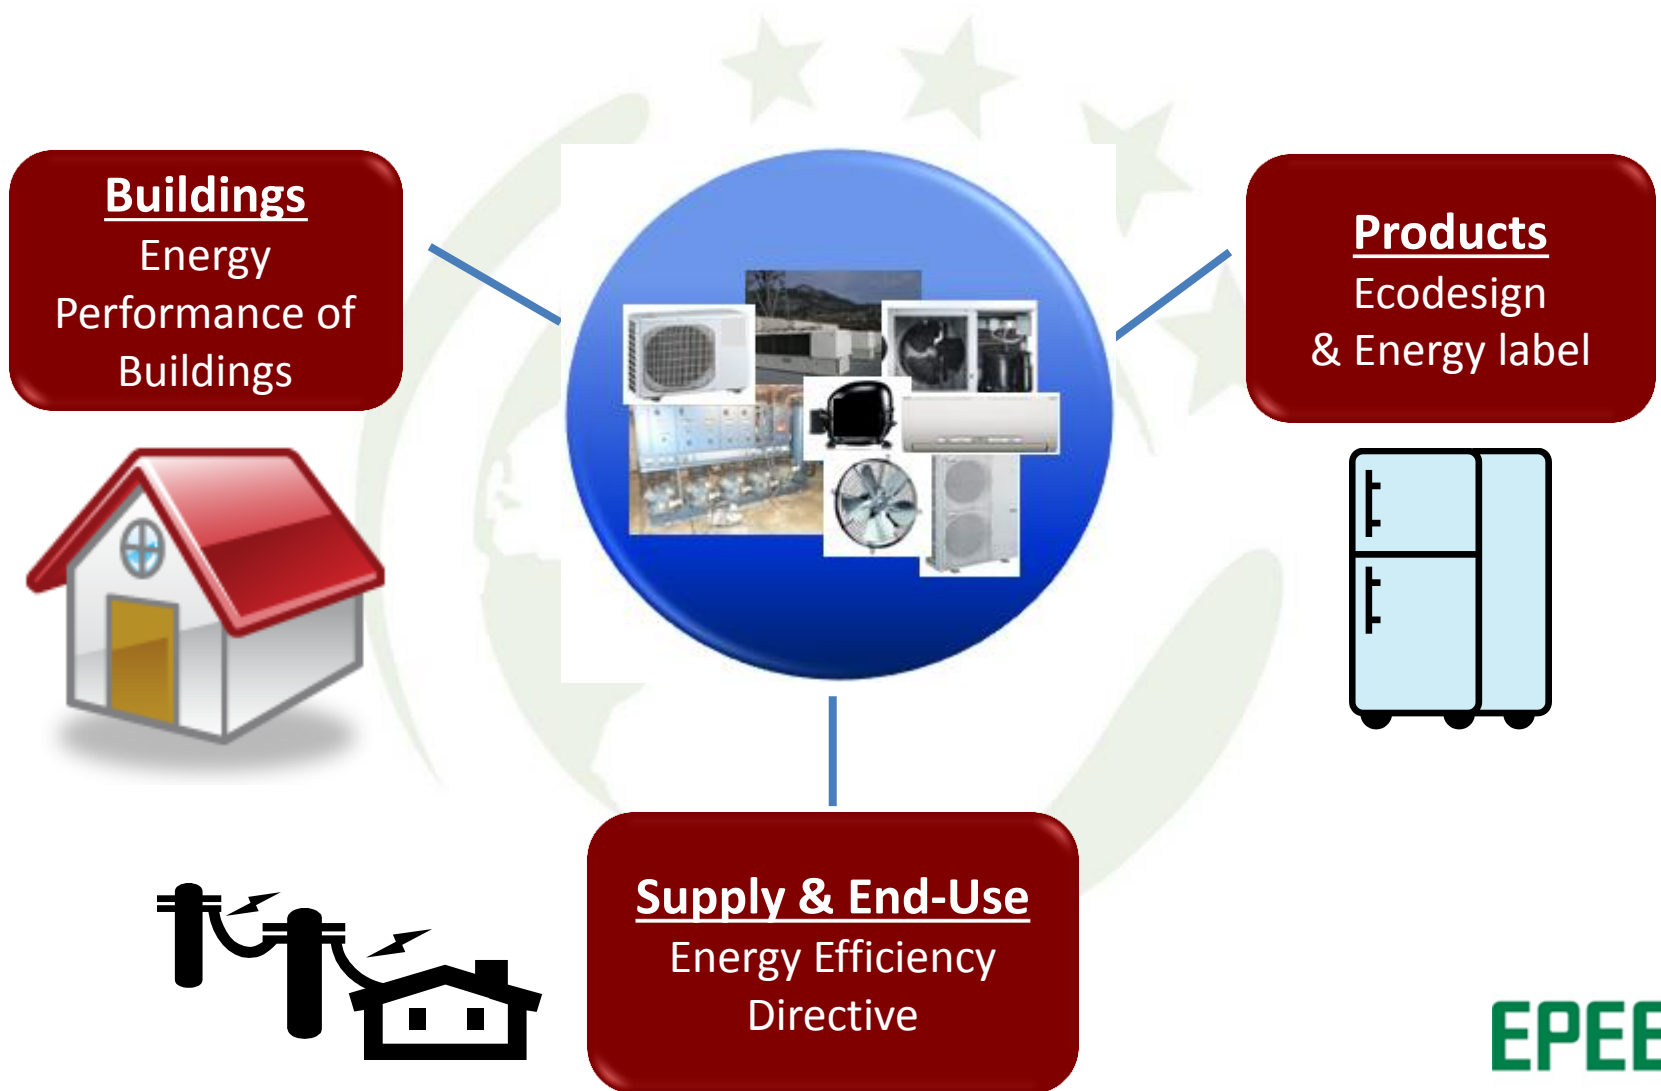 Buildings
Energy
Performance of
Buildings
Products
Ecodesign
& Energy label
Supply & End-Use
Energy Efficiency
Directive
EPEE